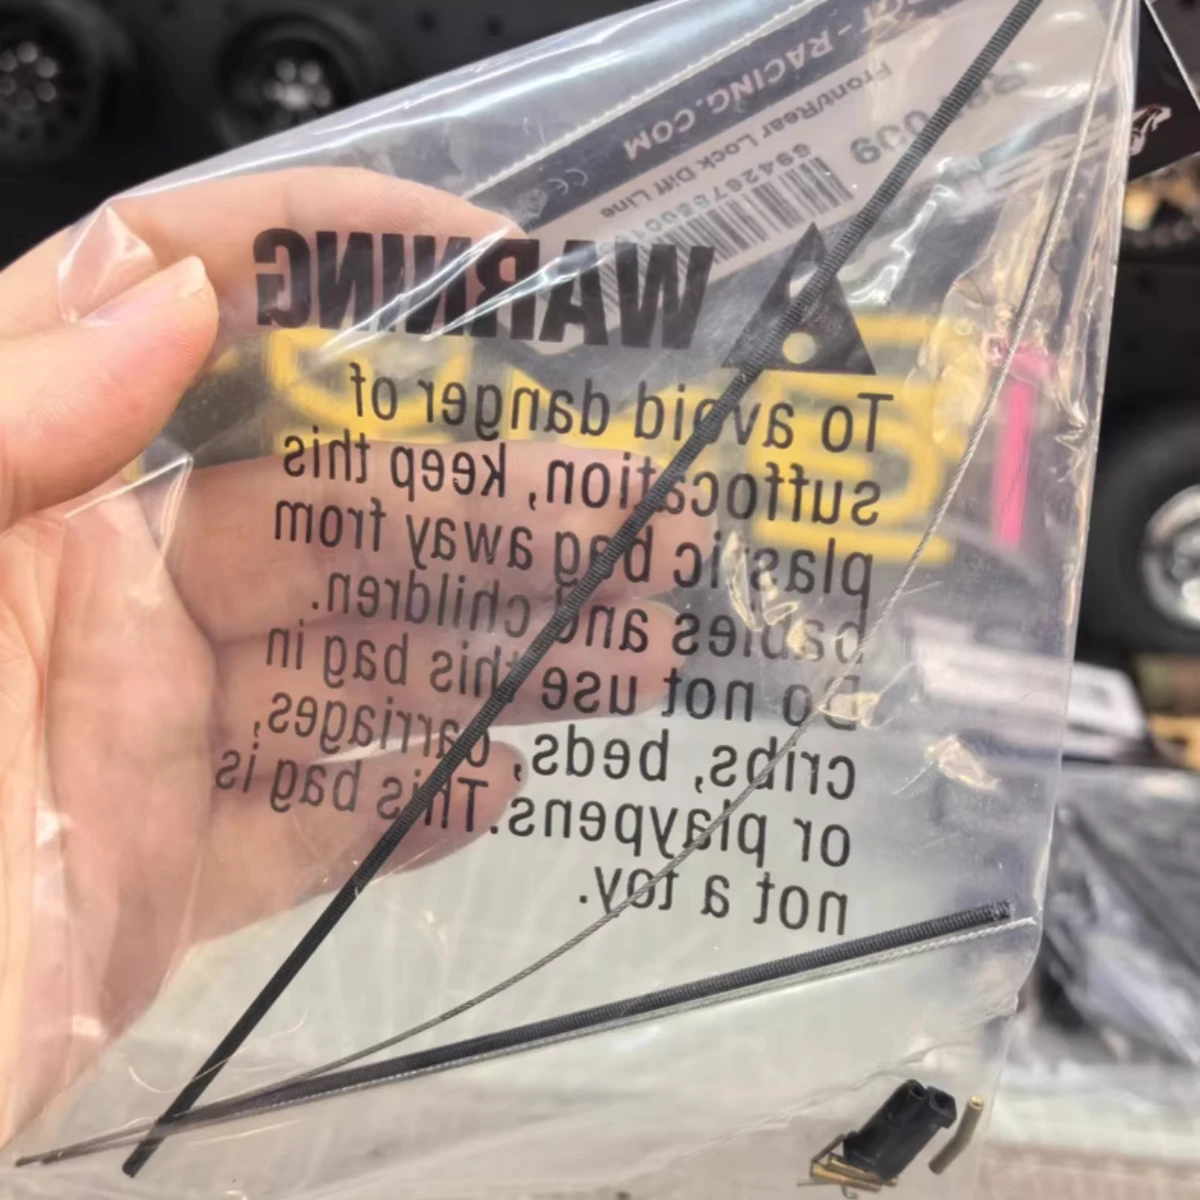 RGT-RACING.COM
Front/Rear Lock Diff Line
CE
WARNING
To avoid danger of
suffocation, keep this
plastic bag away from
babies and children.
Do not use this bag in
cribs, beds, carriages,
or playpens. This bag is
not a toy.